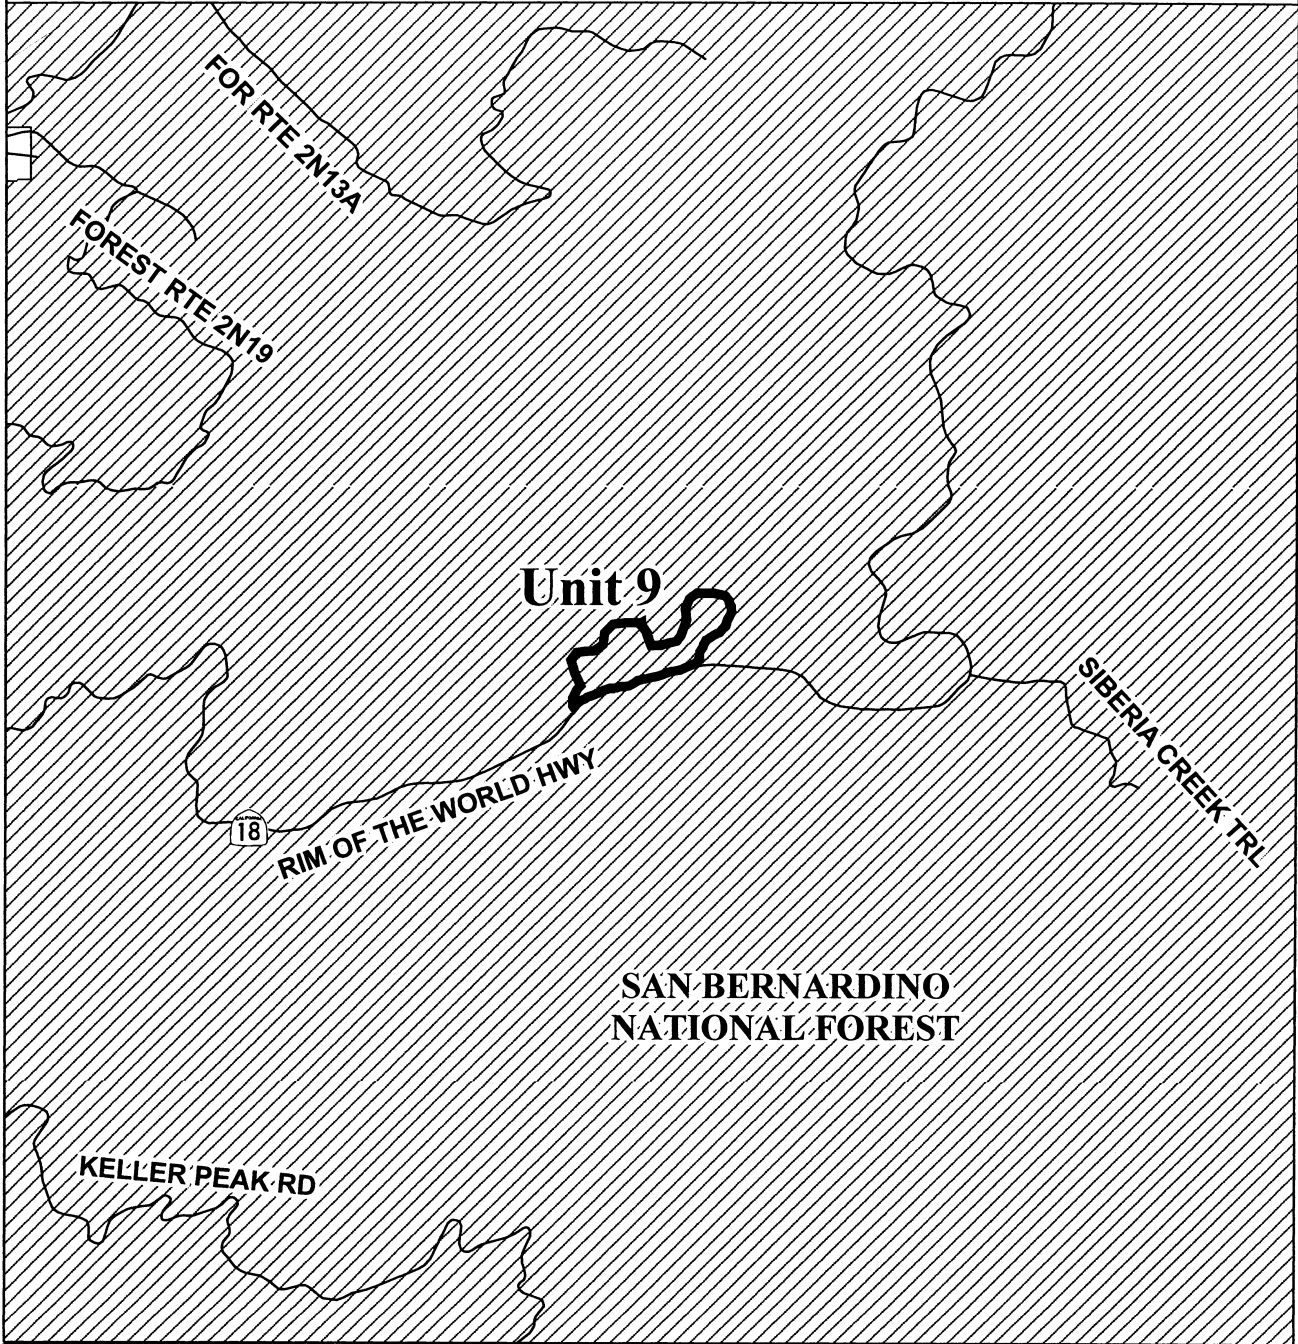 FOR RTE 2N13A
FOREST RTE 2N19
Unit 9
SIBERIA CREEK TRL
RIM OF THE WORLD HWY
CALIFORNIA
18
SAN BERNARDINO
NATIONAL FOREST
KELLER PEAK RD